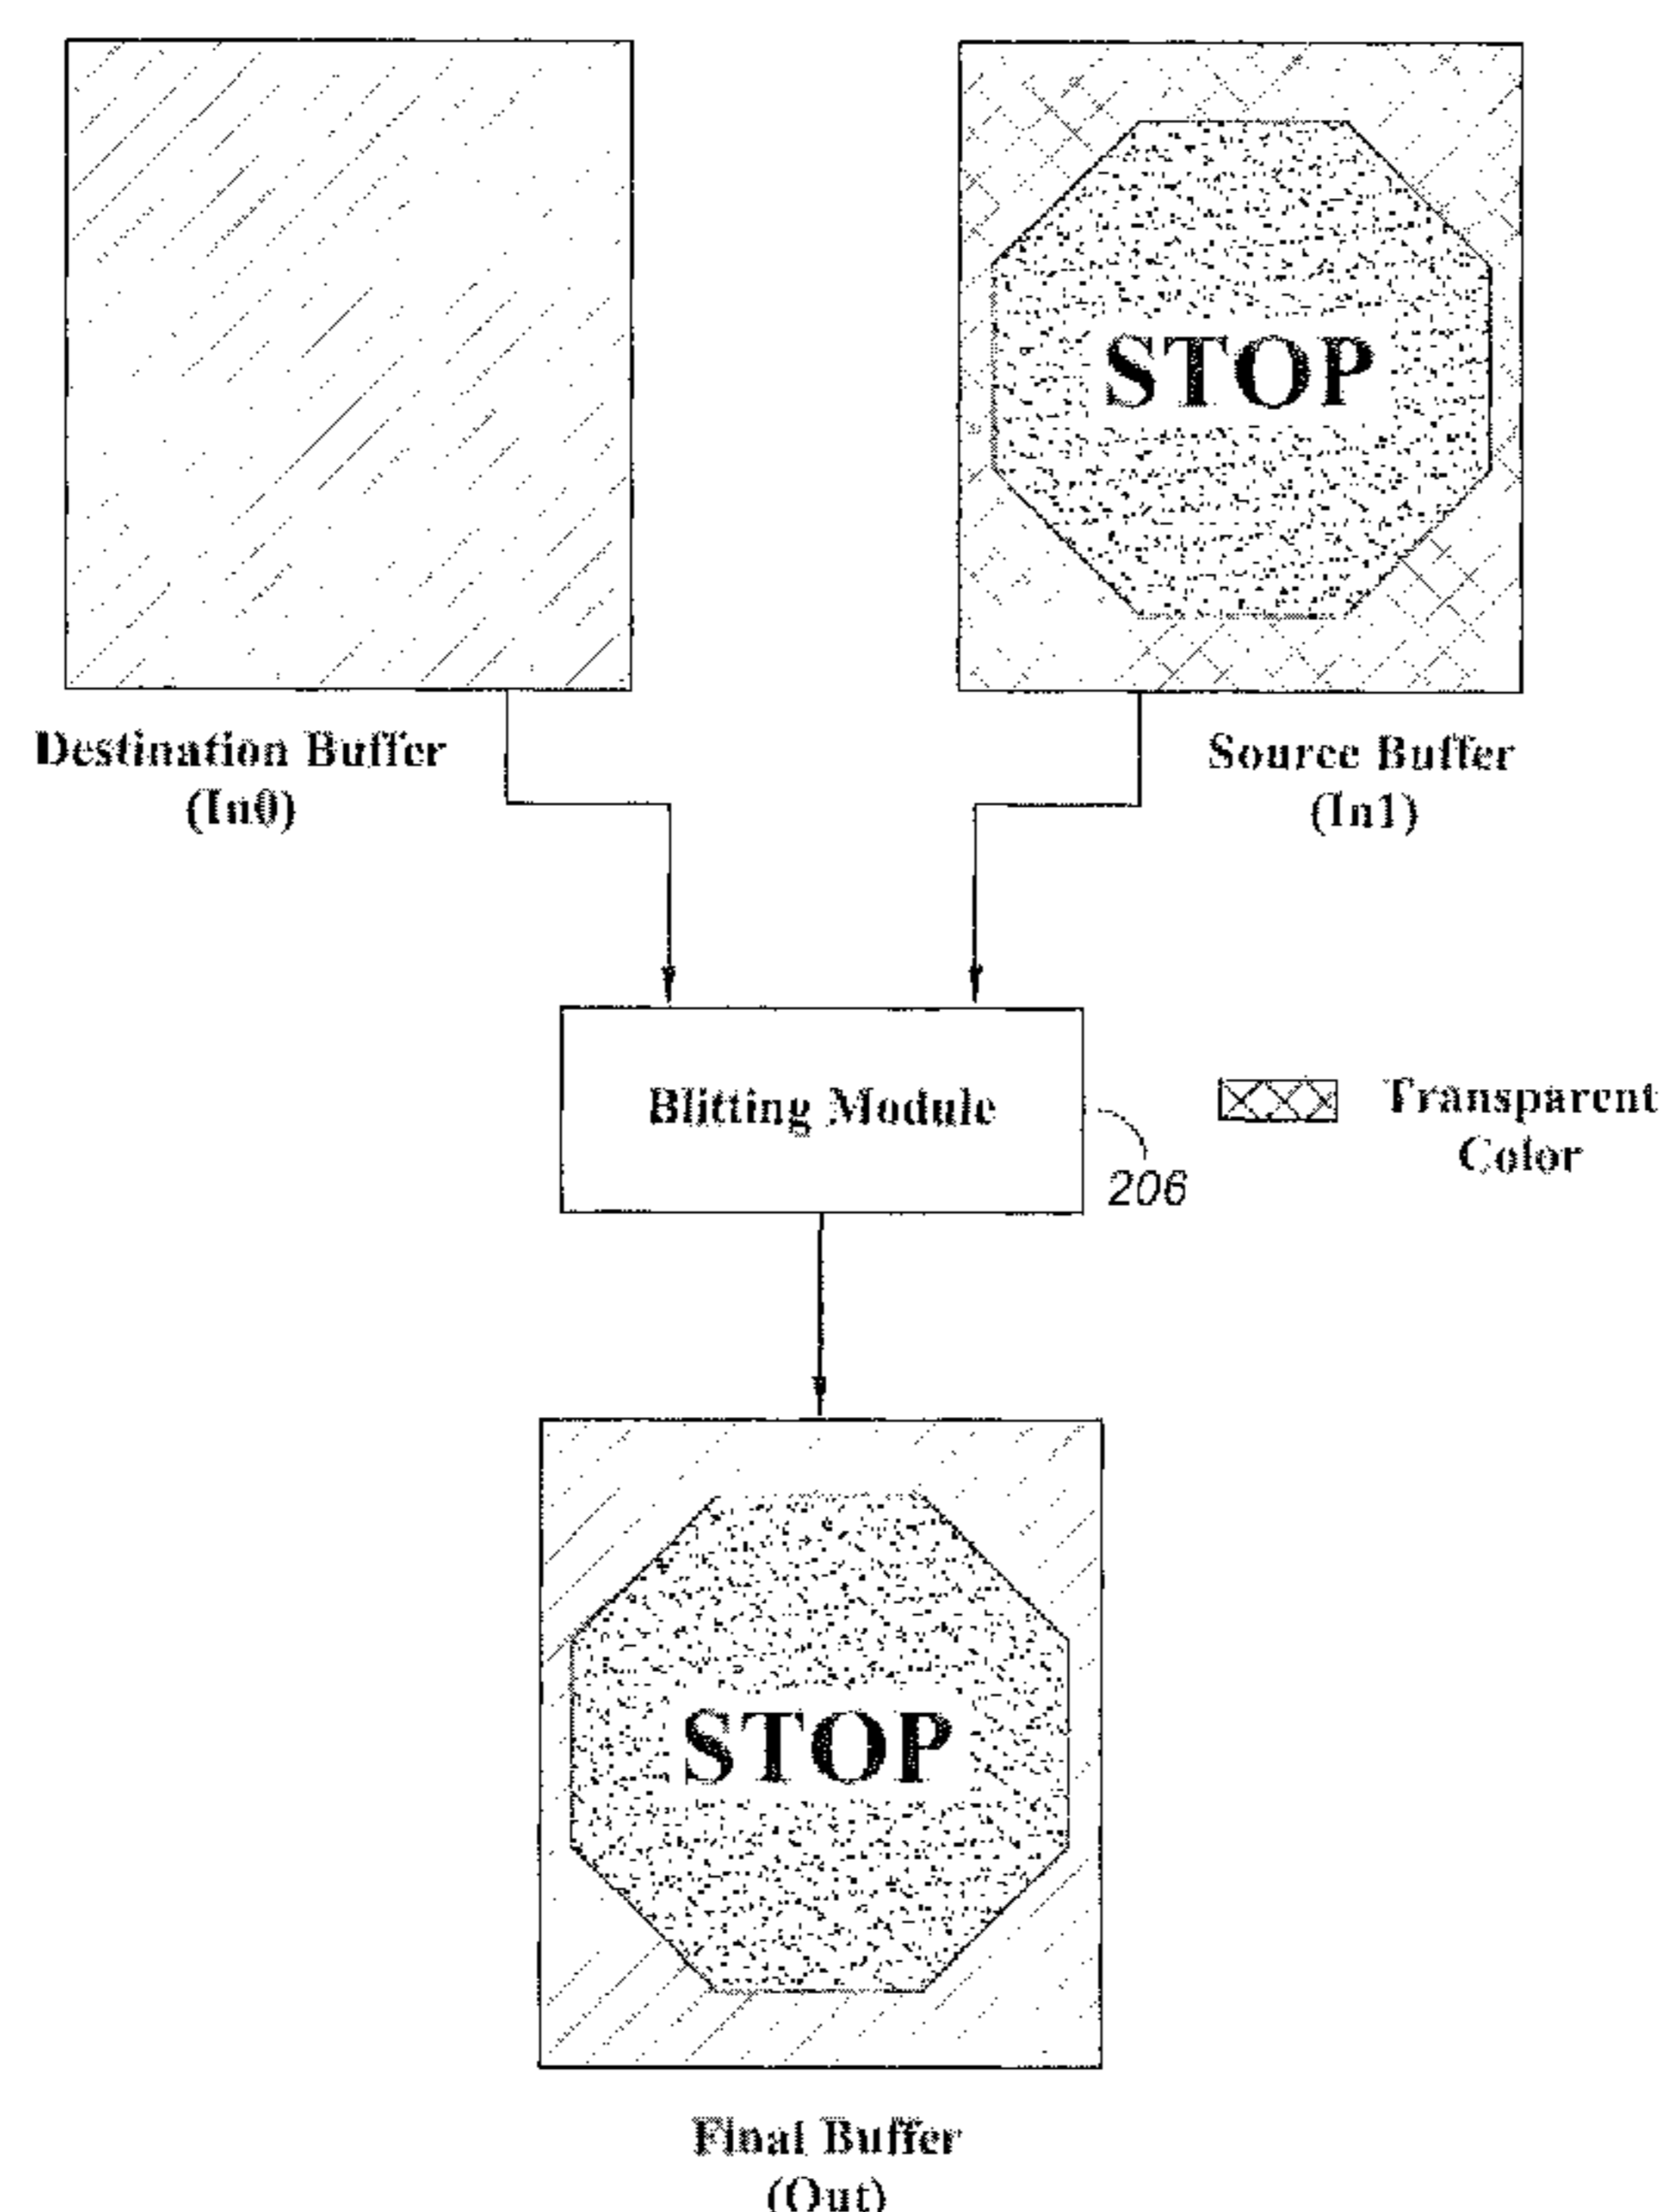 STOP
Destination Buffer
(In0)
Source Buffer
(In1)
Blitting Module
206
Transparent
Color
STOP
Final Buffer
(Out)